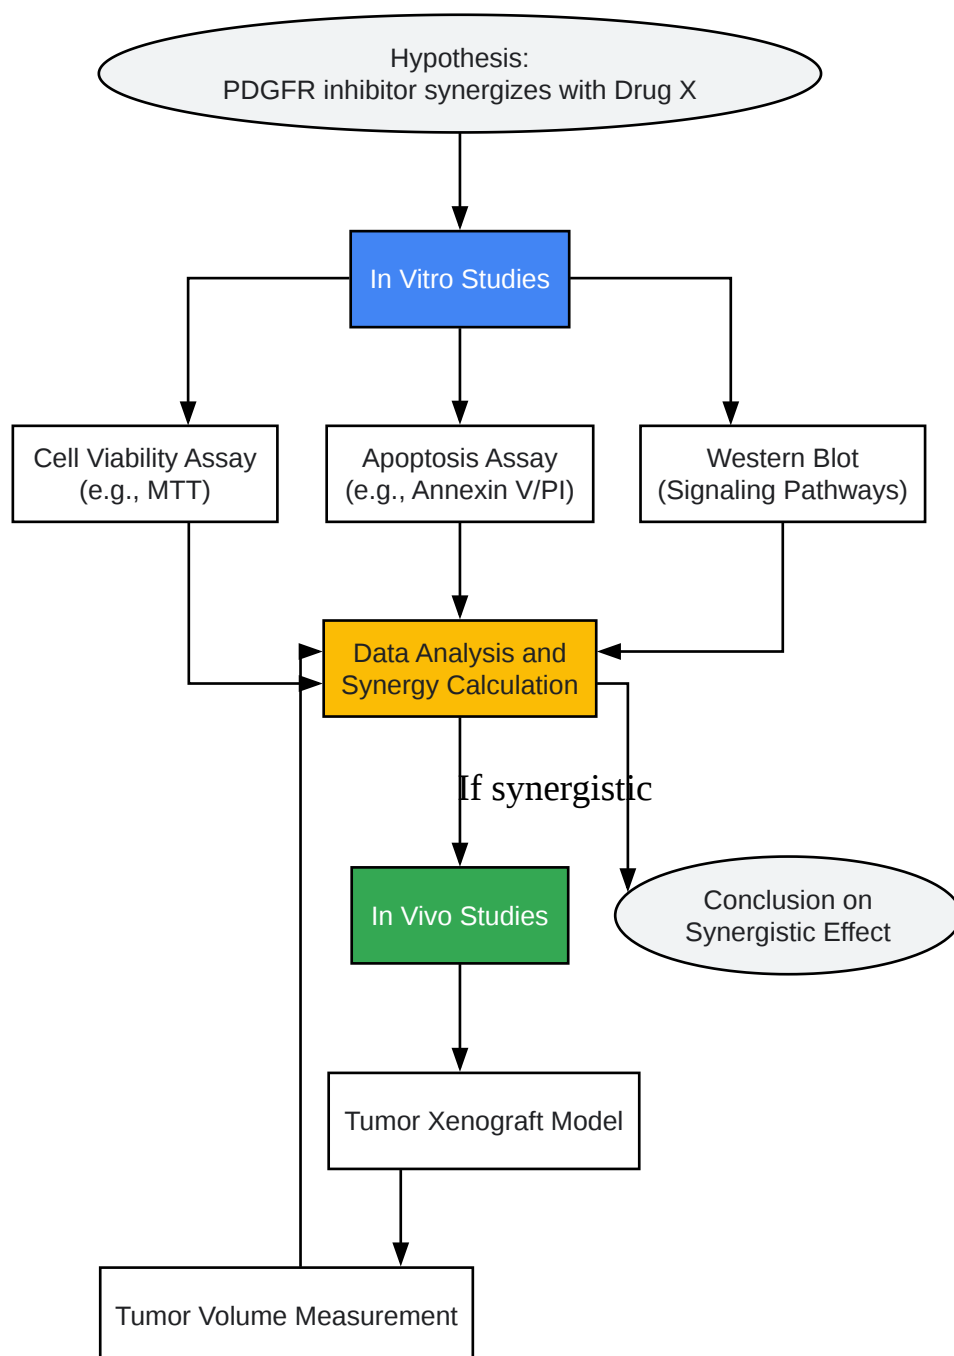 Hypothesis:
PDGFR inhibitor synergizes with Drug X
In Vitro Studies
Cell Viability Assay
(e.g., MTT)
Apoptosis Assay
(e.g., Annexin V/PI)
Western Blot
(Signaling Pathways)
Data Analysis and
Synergy Calculation
If synergistic
In Vivo Studies
Conclusion on
Synergistic Effect
Tumor Xenograft Model
Tumor Volume Measurement